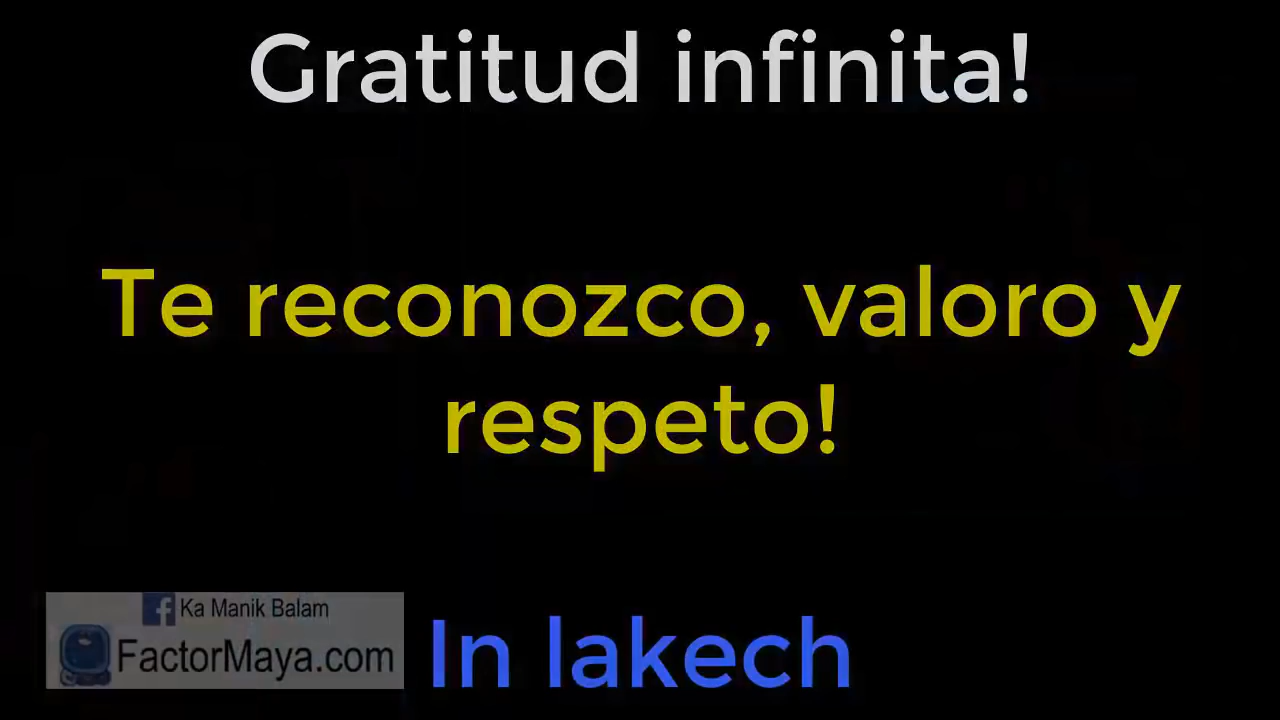 Gratitud infinita!
Te reconozco, valoro y
respeto!
Ka Manik Balam
FactorMaya.com
In lakech